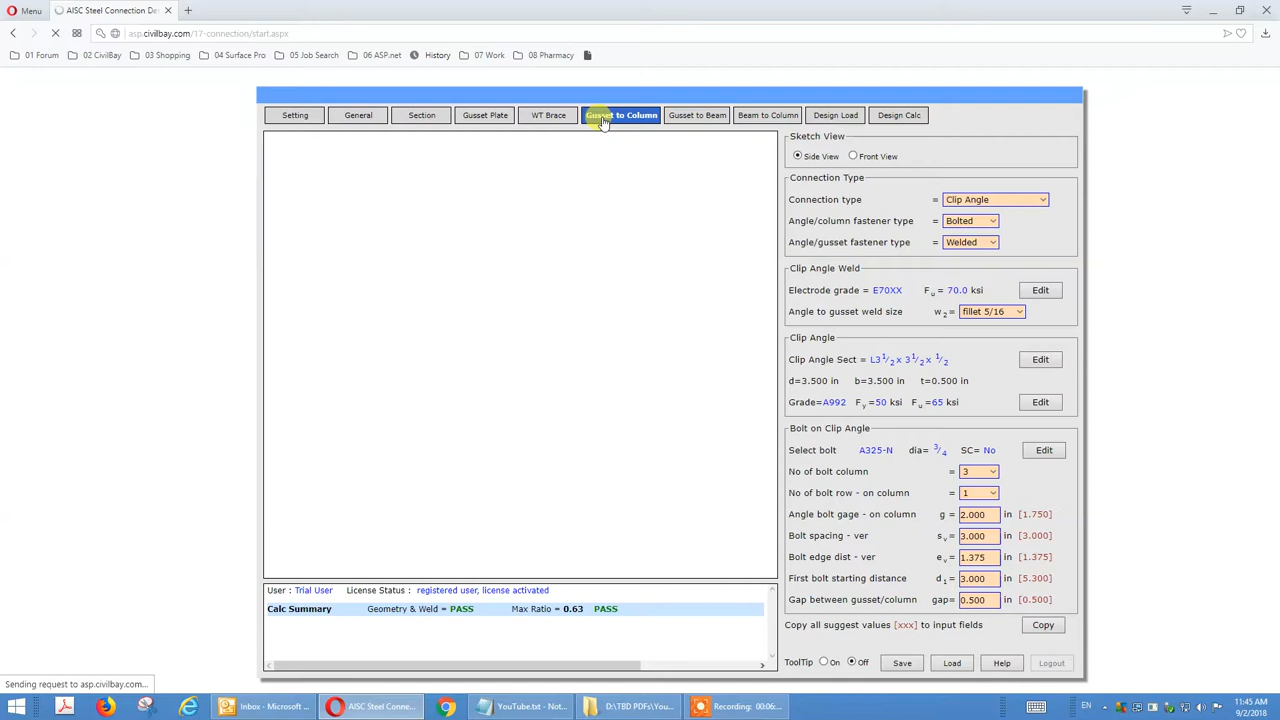 Menu
AISC Steel Connection De
asp.civilbay.com/17-connection/start.aspx
01 Forum
02 CivilBay
03 Shopping
04 Surface Pro
05 Job Search
06 ASP.net
History
07 Work
08 Pharmacy
Setting
General
Section
Gusset Plate
WT Brace
Gusset to Column
Gusset to Beam
Beam to Column
Design Load
Design Calc
Sketch View
Side View
Front View
Connection Type
Connection type = Clip Angle
Angle/column fastener type = Bolted
Angle/gusset fastener type = Welded
Clip Angle Weld
Electrode grade = E70XX Fu = 70.0 ksi Edit
Angle to gusset weld size w2 = fillet 5/16
Clip Angle
Clip Angle Sect = L3 1/2 x 3 1/2 x 1/2 Edit
d=3.500 in b=3.500 in t=0.500 in
Grade=A992 Fy=50 ksi Fu=65 ksi Edit
Bolt on Clip Angle
Select bolt A325-N dia= 3/4 SC= No Edit
No of bolt column = 3
No of bolt row - on column = 1
Angle bolt gage - on column g = 2.000 in [1.750]
Bolt spacing - ver sv = 3.000 in [3.000]
Bolt edge dist - ver ev = 1.375 in [1.375]
First bolt starting distance d1 = 3.000 in [5.300]
Gap between gusset/column gap= 0.500 in [0.500]
Copy all suggest values [xxx] to input fields Copy
ToolTip On Off Save Load Help Logout
User : Trial User License Status : registered user, license activated
Calc Summary Geometry & Weld = PASS Max Ratio = 0.63 PASS
Sending request to asp.civilbay.com...
Inbox - Microsoft ...
AISC Steel Conne...
YouTube.txt - Not...
D:\TBD PDFs\You...
Recording: 00:06...
EN
11:45 AM
9/2/2018